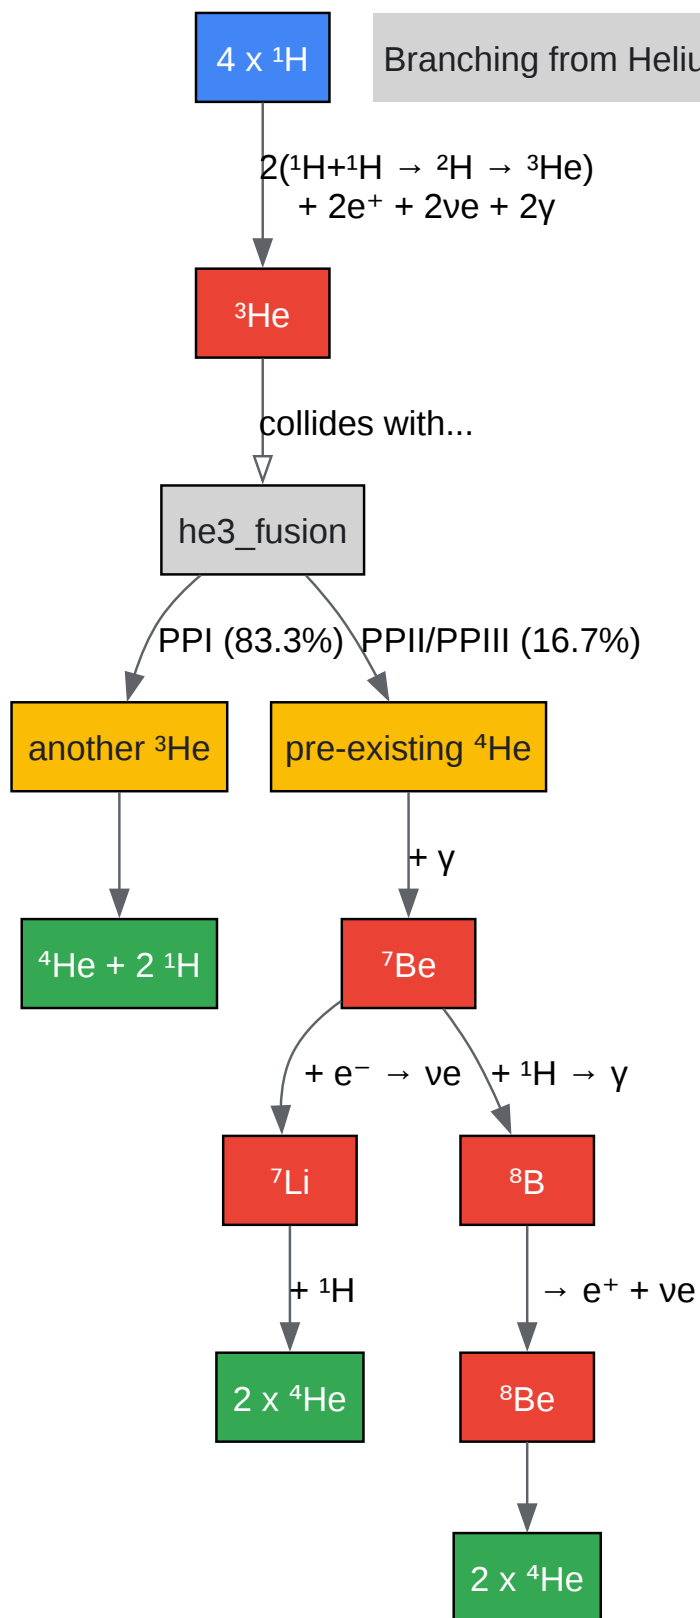 4 x ¹H
Branching from Heliu
2(¹H+¹H → ²H → ³He)
+ 2e⁺ + 2νe + 2γ
³He
collides with...
he3_fusion
PPI (83.3%)
PPII/PPIII (16.7%)
another ³He
pre-existing ⁴He
+ γ
⁴He + 2 ¹H
⁷Be
+ e⁻ → νe
+ ¹H → γ
⁷Li
⁸B
+ ¹H
→ e⁺ + νe
2 x ⁴He
⁸Be
2 x ⁴He